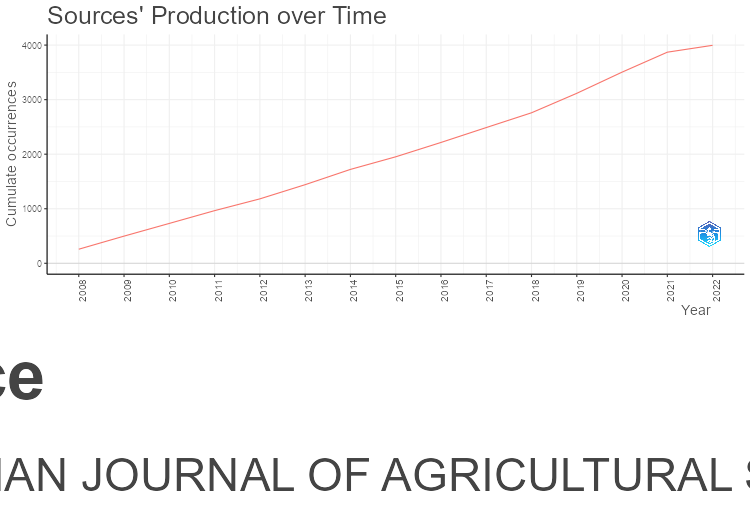 Sources' Production over Time
Cumulate occurrences
4000
3000
2000
1000
0
2008 2009 2010 2011 2012 2013 2014 2015 2016 2017 2018 2019 2020 2021 2022
Year
ce
IAN JOURNAL OF AGRICULTURAL S